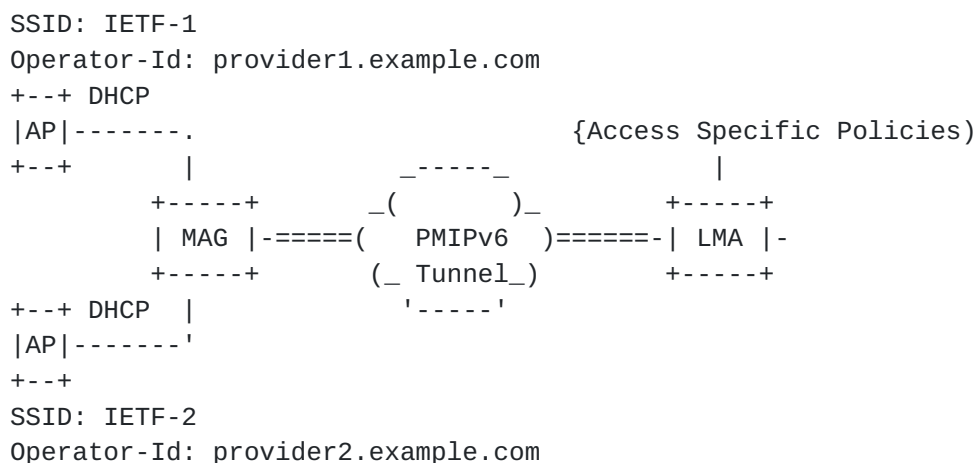 SSID: IETF-1
Operator-Id: provider1.example.com
+--+ DHCP
|AP|-------.                      {Access Specific Policies)
+--+       |            _-----_             |
         +-----+      _(       )_        +-----+
         | MAG |-=====(   PMIPv6  )======-| LMA |-
         +-----+      (_ Tunnel_)        +-----+
+--+ DHCP  |            '-----'
|AP|-------'
+--+
SSID: IETF-2
Operator-Id: provider2.example.com